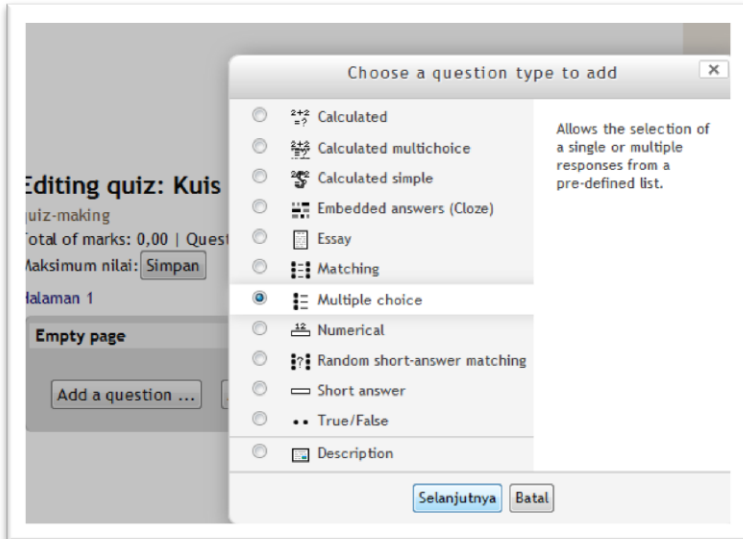 Choose a question type to add
Calculated
Calculated multichoice
Calculated simple
Embedded answers (Cloze)
Essay
Matching
Multiple choice
Numerical
Random short-answer matching
Short answer
True/False
Description
Allows the selection of
a single or multiple
responses from a
pre-defined list.
Selanjutnya Batal
Editing quiz: Kuis
quiz-making
Total of marks: 0,00 |
Maksimum nilai: Simpan
Halaman 1
Empty page
Add a question ...